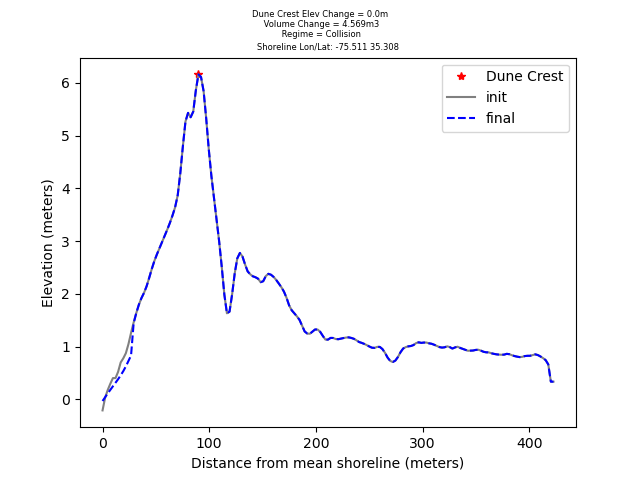 Dune Crest Elev Change = 0.0m
Volume Change = 4.569m3
Regime = Collision
Shoreline Lon/Lat: -75.511 35.308
Dune Crest
init
final
Elevation (meters)
6
5
4
3
2
1
0
0 100 200 300 400
Distance from mean shoreline (meters)